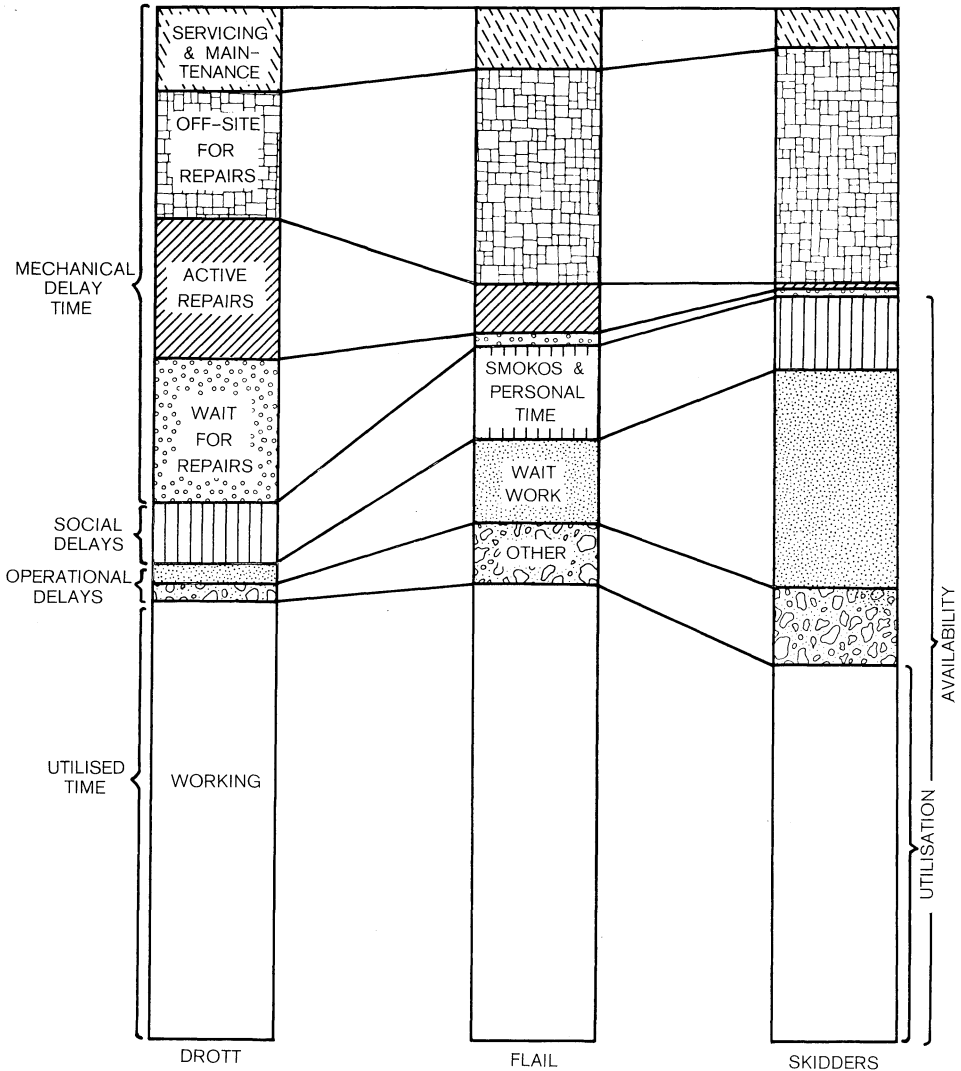 SERVICING
& MAIN-
TENANCE
OFF-SITE
FOR
REPAIRS
MECHANICAL
DELAY
TIME
ACTIVE
REPAIRS
WAIT
FOR
REPAIRS
SMOKOS &
PERSONAL
TIME
WAIT
WORK
OTHER
SOCIAL
DELAYS
OPERATIONAL
DELAYS
UTILISED
TIME
WORKING
AVAILABILITY
UTILISATION
DROTT
FLAIL
SKIDDERS